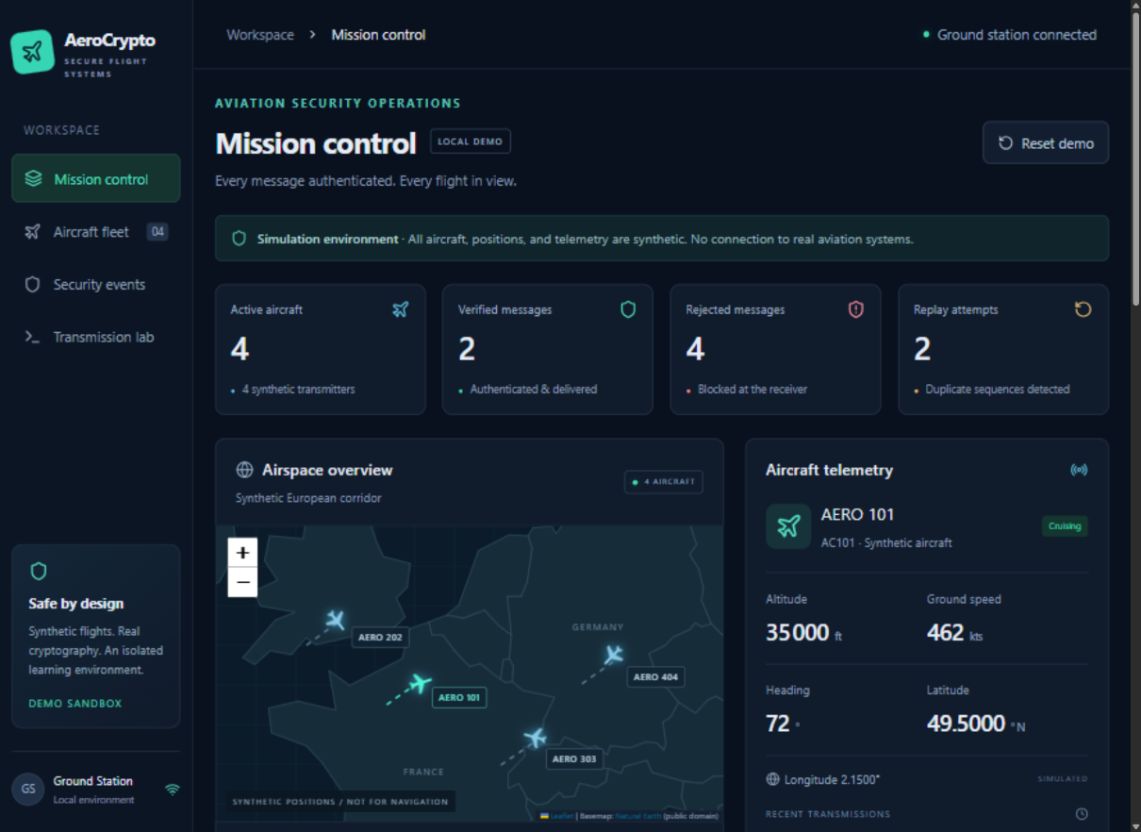 AeroCrypto
SECURE FLIGHT
SYSTEMS
WORKSPACE
Mission control
Aircraft fleet 04
Security events
Transmission lab
Safe by design
Synthetic flights. Real
cryptography. An isolated
learning environment.
DEMO SANDBOX
GS
Ground Station
Local environment
Workspace > Mission control
Ground station connected
AVIATION SECURITY OPERATIONS
Mission control LOCAL DEMO
Reset demo
Every message authenticated. Every flight in view.
Simulation environment · All aircraft, positions, and telemetry are synthetic. No connection to real aviation systems.
Active aircraft
4
4 synthetic transmitters
Verified messages
2
Authenticated & delivered
Rejected messages
4
Blocked at the receiver
Replay attempts
2
Duplicate sequences detected
Airspace overview
Synthetic European corridor
4 AIRCRAFT
+
−
AERO 202
GERMANY
AERO 404
AERO 101
AERO 303
FRANCE
SYNTHETIC POSITIONS / NOT FOR NAVIGATION
Leaflet | Basemap: Natural Earth (public domain)
Aircraft telemetry
AERO 101
AC101 · Synthetic aircraft
Cruising
Altitude
35000 ft
Ground speed
462 kts
Heading
72 °
Latitude
49.5000 °N
Longitude 2.1500°
SIMULATED
RECENT TRANSMISSIONS